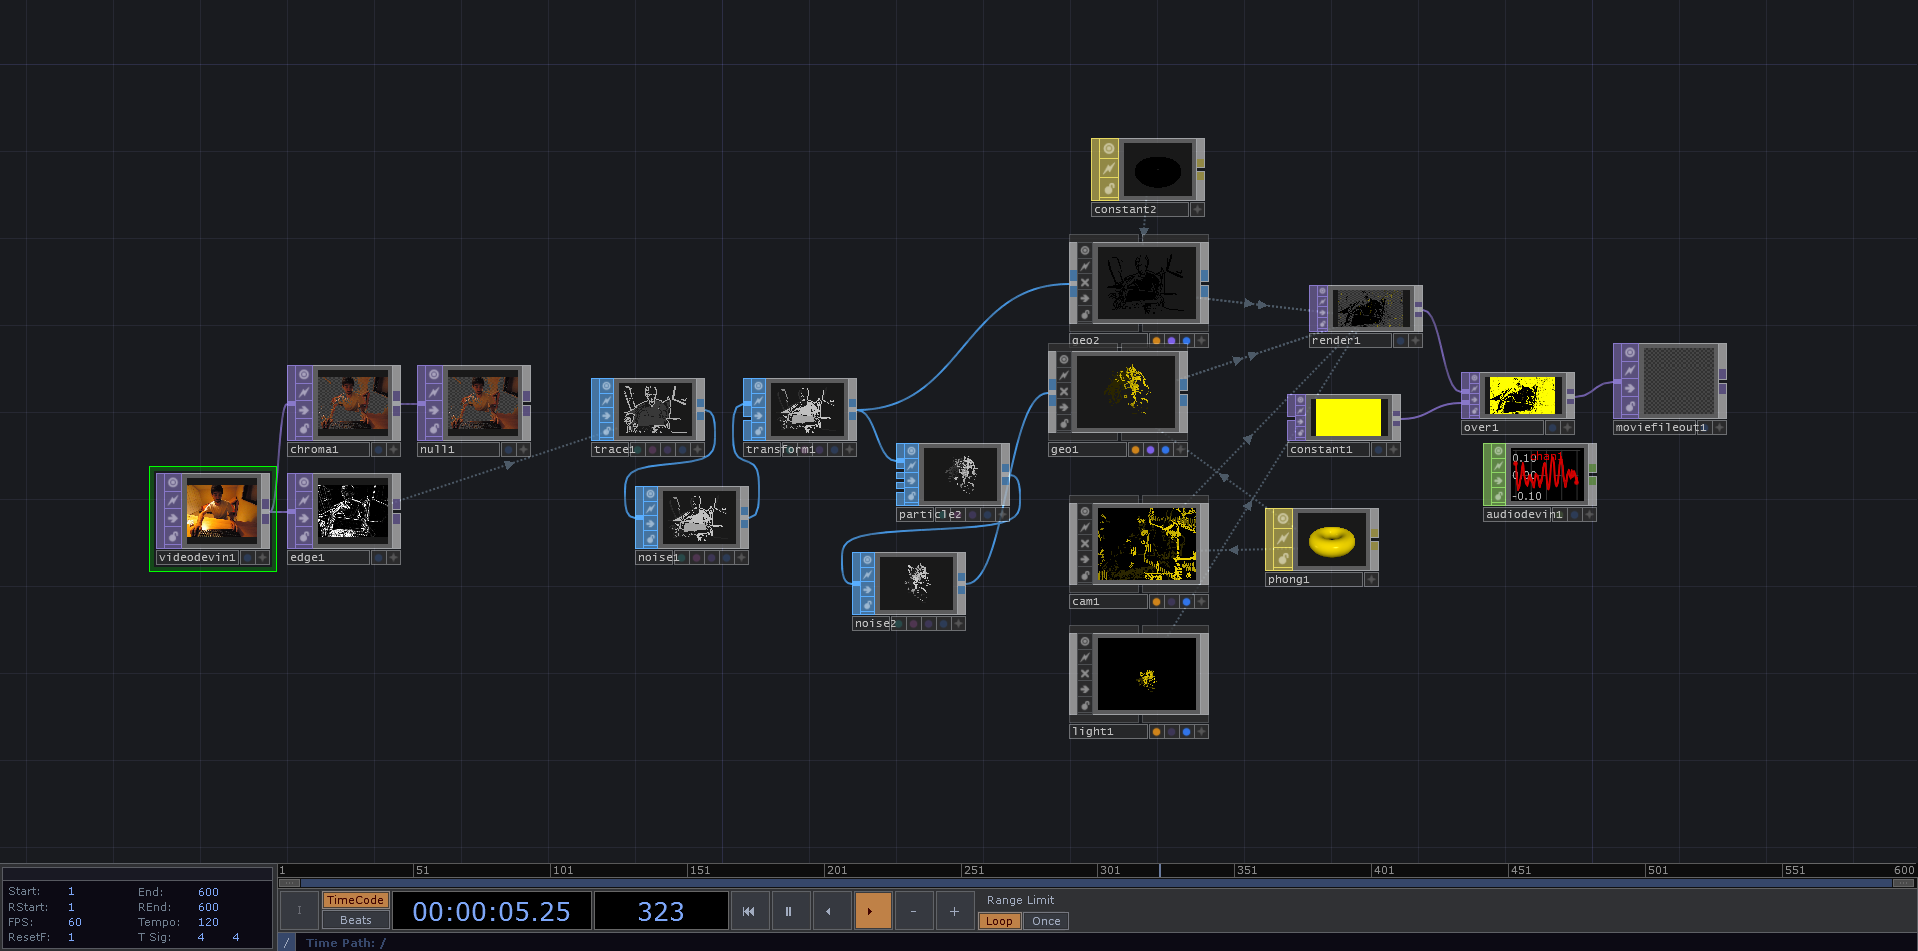 constant2
geo2
render1
chroma1
null1
trace1
transform1
geo1
constant1
over1
moviefileout1
0.10
chan1
0.00
-0.10
audiodevin1
particle2
videodevin1
edge1
noise1
phong1
cam1
noise2
light1
1 51 101 151 201 251 301 351 401 451 501 551 600
Start: 1 End: 600
RStart: 1 REnd: 600
FPS: 60 Tempo: 120
ResetF: 1 T Sig: 4 4
I
TimeCode
Beats
00:00:05.25
323
- +
Range Limit
Loop Once
/ Time Path: /